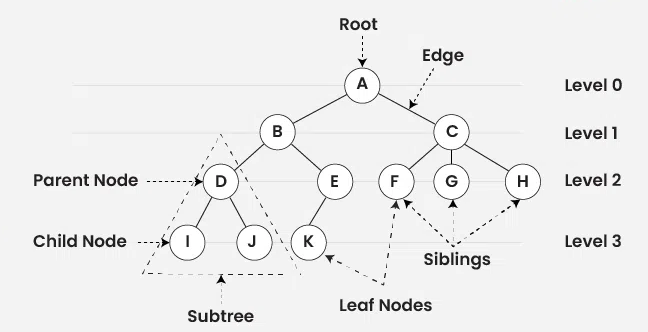 Root
Edge
A
Level 0
B
C
Level 1
Parent Node
D
E
F
G
H
Level 2
Child Node
I
J
K
Level 3
Siblings
Leaf Nodes
Subtree